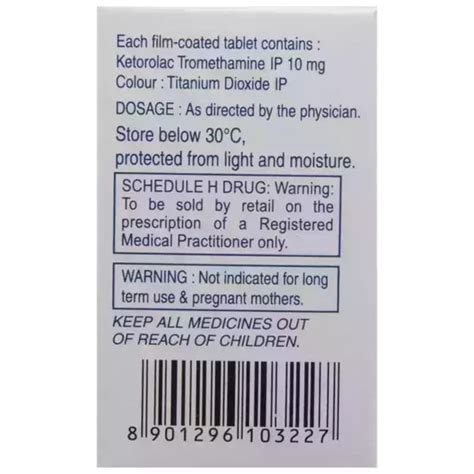 Each film-coated tablet contains :
Ketorolac Tromethamine IP 10 mg
Colour : Titanium Dioxide IP
DOSAGE : As directed by the physician.
Store below 30°C,
protected from light and moisture.
SCHEDULE H DRUG: Warning:
To be sold by retail on the
prescription of a Registered
Medical Practitioner only.
WARNING : Not indicated for long
term use & pregnant mothers.
KEEP ALL MEDICINES OUT
OF REACH OF CHILDREN.
8 901296 103227